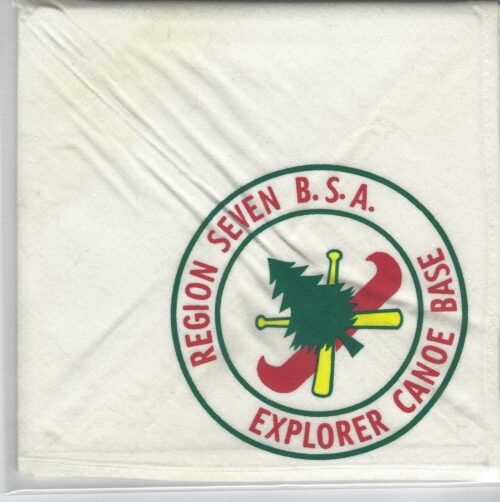 REGION SEVEN B.S.A.
EXPLORER CANOE BASE